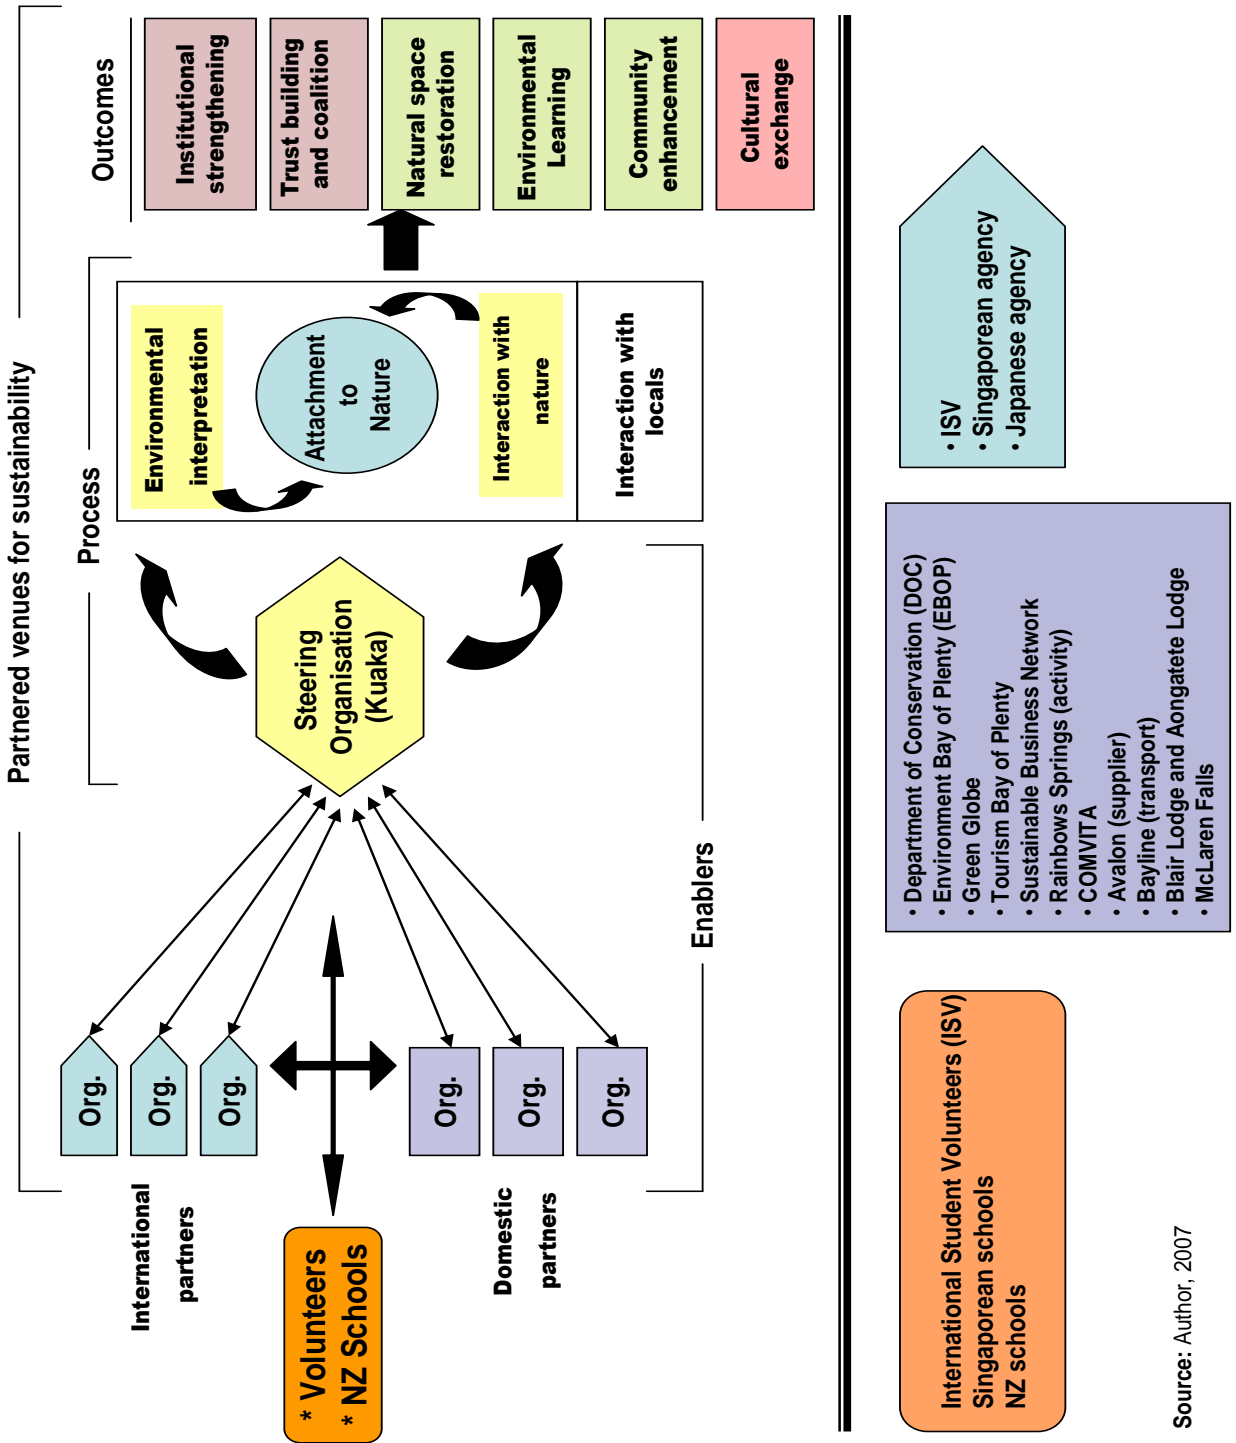 Partnered venues for sustainability
Process
Outcomes
International
partners
Org.
Org.
Org.
* Volunteers
* NZ Schools
Domestic
partners
Org.
Org.
Org.
Enablers
Steering
Organisation
(Kuaka)
Environmental
interpretation
Attachment
to
Nature
Interaction with
nature
Interaction with
locals
Institutional
strengthening
Trust building
and coalition
Natural space
restoration
Environmental
Learning
Community
enhancement
Cultural
exchange
International Student Volunteers (ISV)
Singaporean schools
NZ schools
• Department of Conservation (DOC)
• Environment Bay of Plenty (EBOP)
• Green Globe
• Tourism Bay of Plenty
• Sustainable Business Network
• Rainbows Springs (activity)
• COMVITA
• Avalon (supplier)
• Bayline (transport)
• Blair Lodge and Aongatete Lodge
• McLaren Falls
• ISV
• Singaporean agency
• Japanese agency
Source: Author, 2007